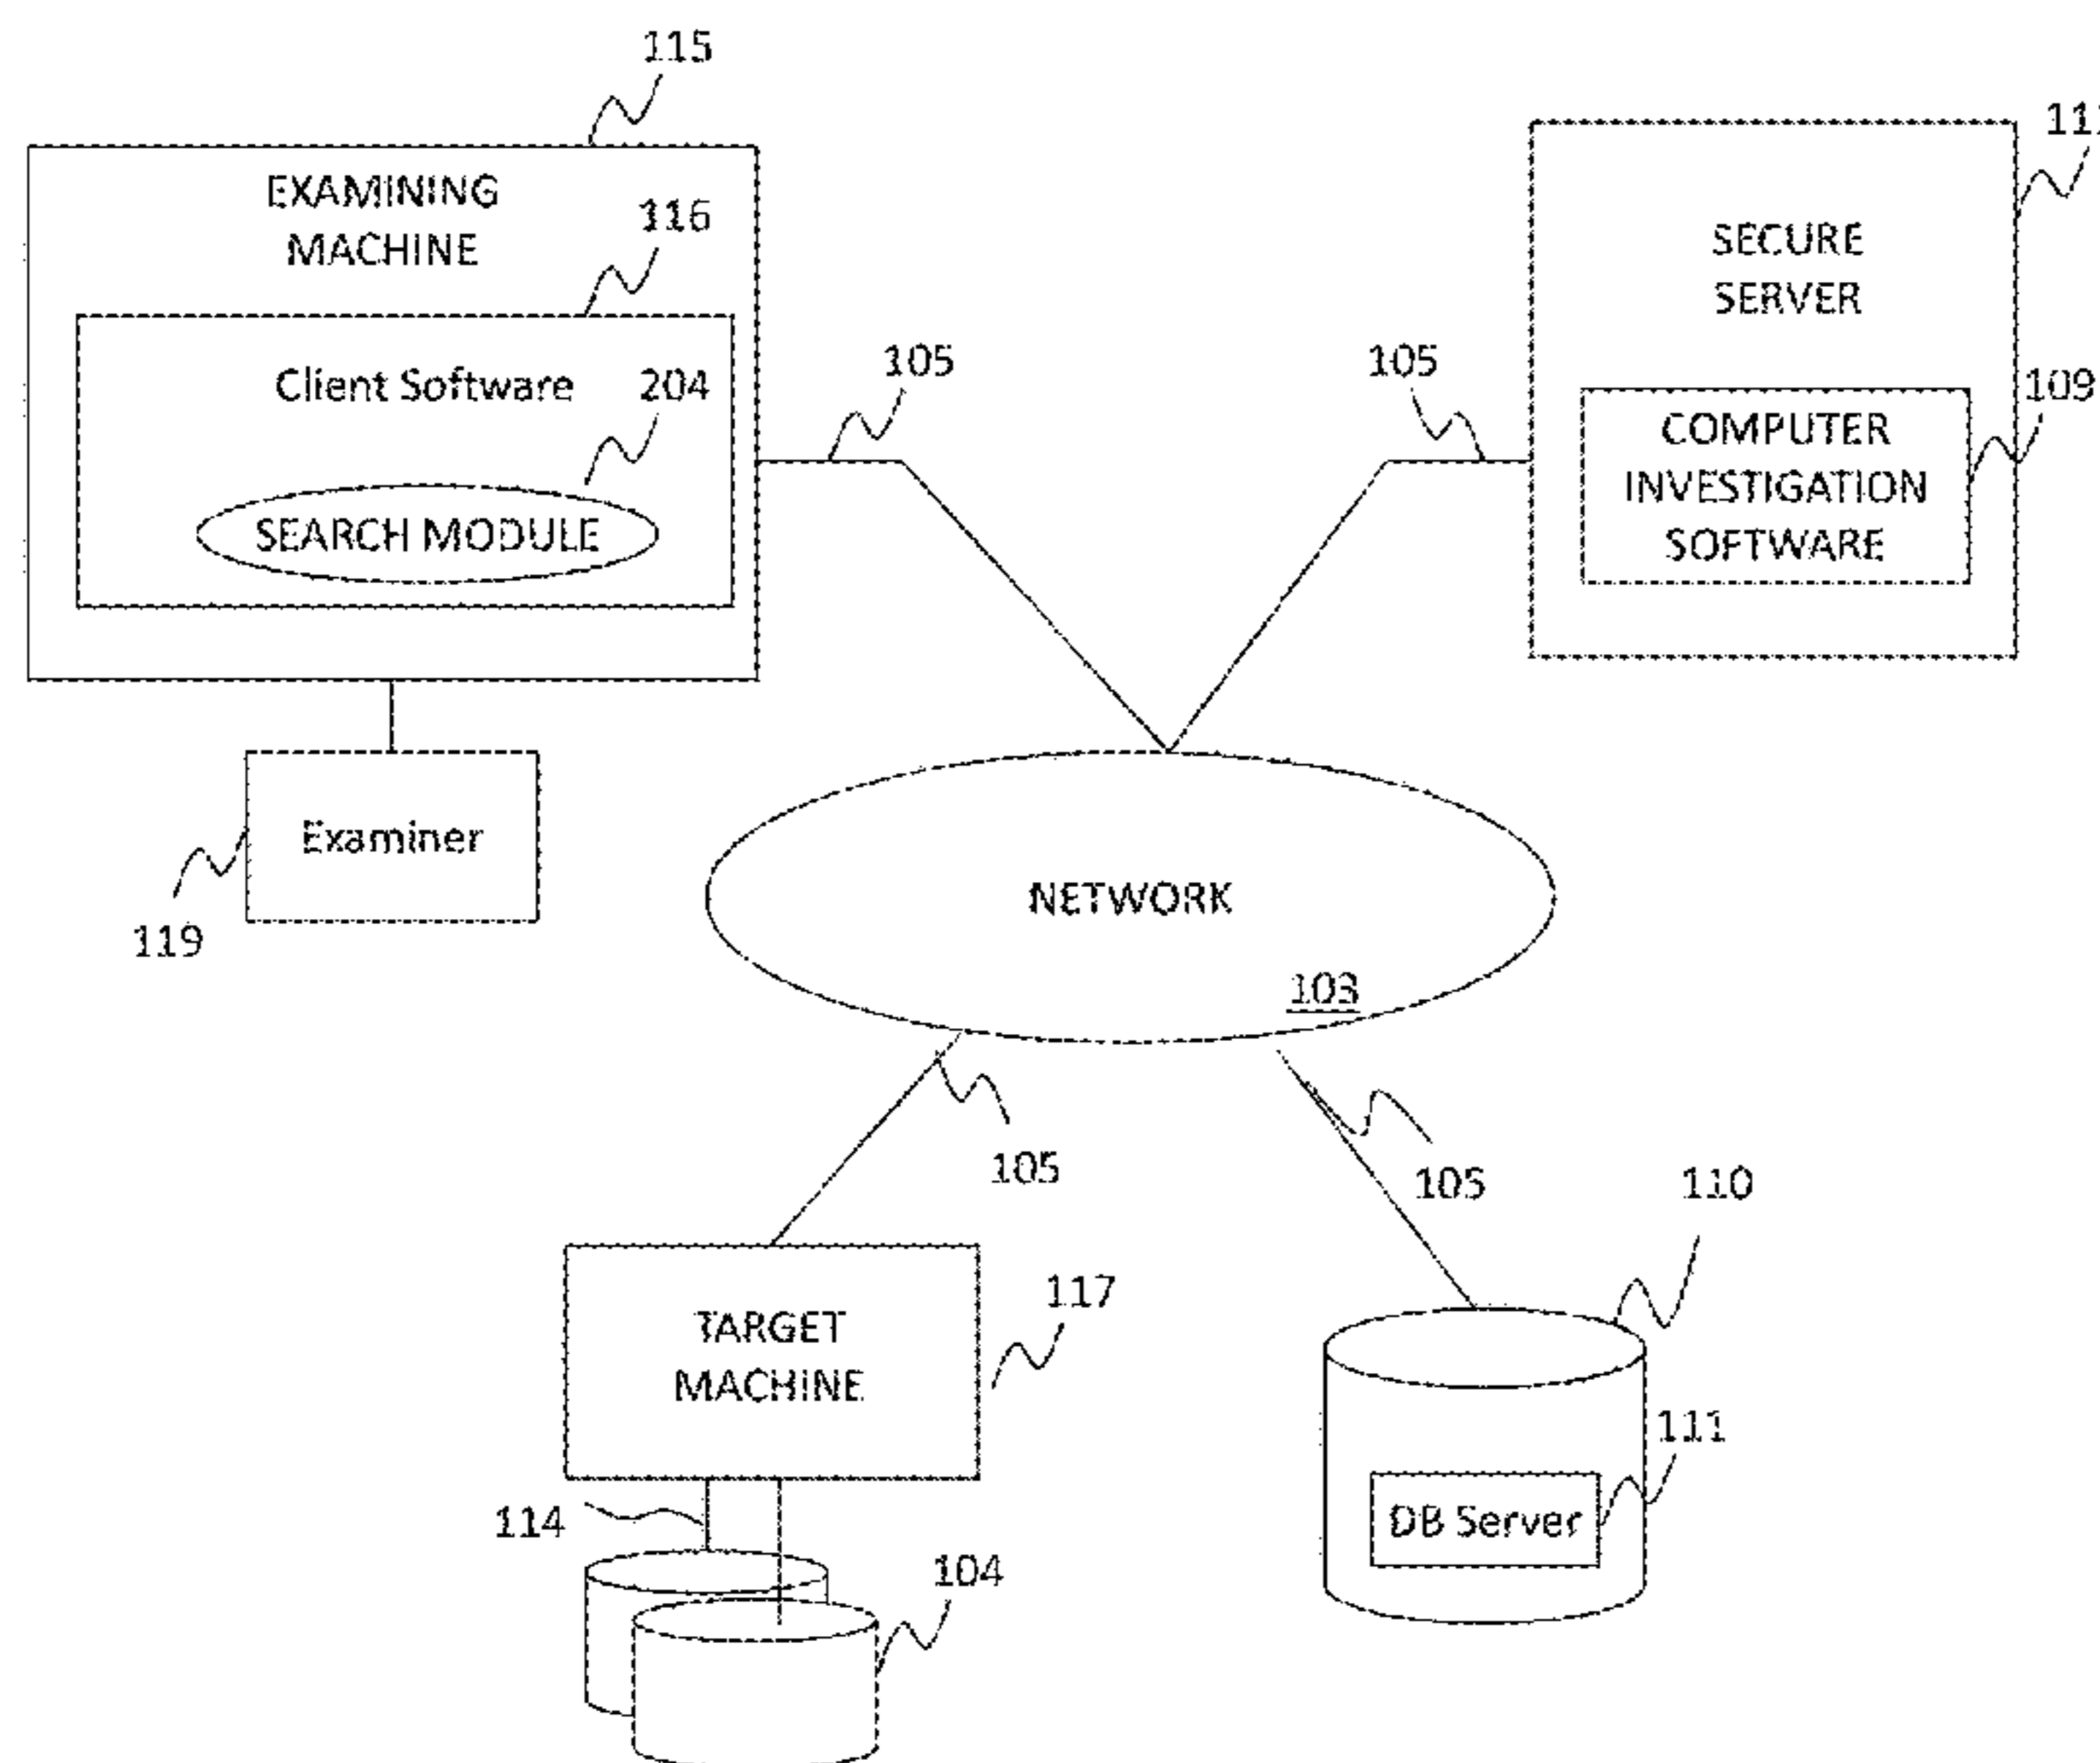 115
EXAMINING
MACHINE
116
Client Software
204
SEARCH MODULE
105
105
SECURE
SERVER
109
COMPUTER
INVESTIGATION
SOFTWARE
Examiner
119
NETWORK
103
105
105
110
TARGET
MACHINE
117
114
104
111
DB Server